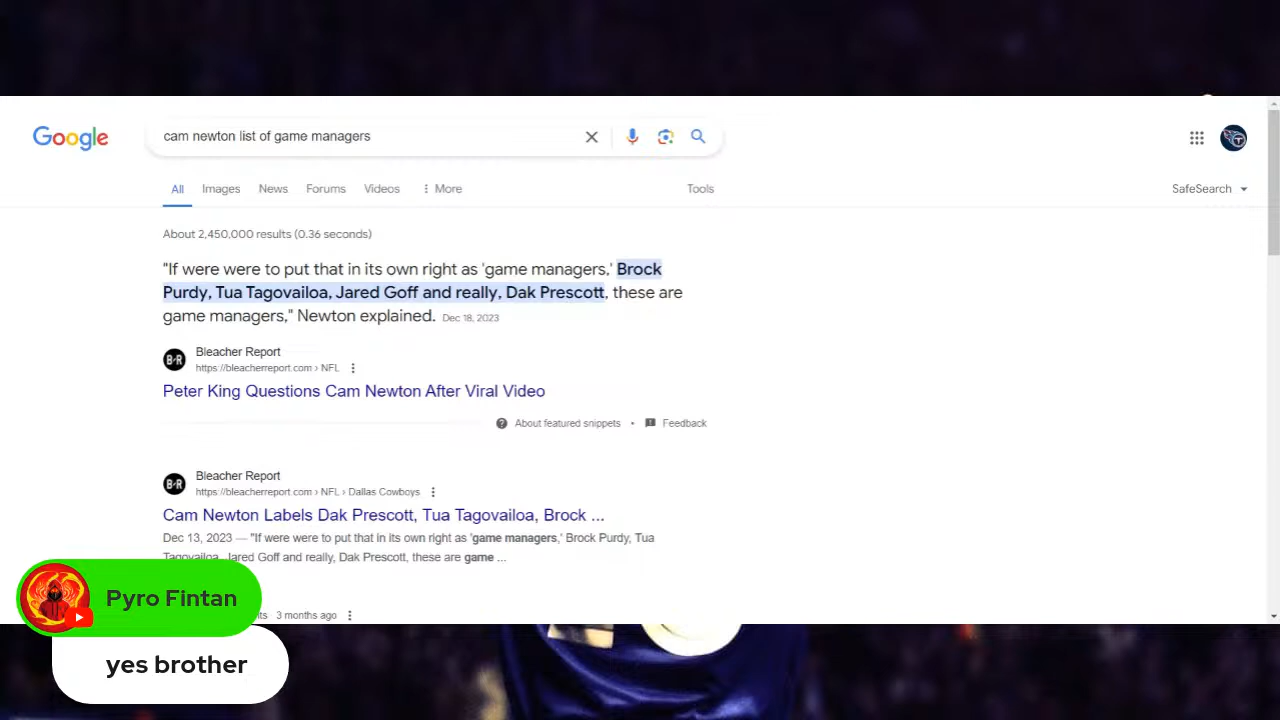 Google
cam newton list of game managers
All Images News Forums Videos More Tools SafeSearch
About 2,450,000 results (0.36 seconds)
"If were were to put that in its own right as 'game managers,' Brock
Purdy, Tua Tagovailoa, Jared Goff and really, Dak Prescott, these are
game managers," Newton explained. Dec 18, 2023
B/R Bleacher Report
https://bleacherreport.com › NFL
Peter King Questions Cam Newton After Viral Video
About featured snippets • Feedback
B/R Bleacher Report
https://bleacherreport.com › NFL › Dallas Cowboys
Cam Newton Labels Dak Prescott, Tua Tagovailoa, Brock ...
Dec 13, 2023 — "If were were to put that in its own right as 'game managers,' Brock Purdy, Tua
Tagovailoa, Jared Goff and really, Dak Prescott, these are game ...
3 months ago
Pyro Fintan
yes brother